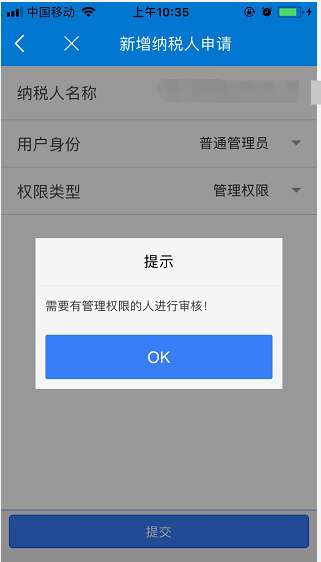 中国移动 上午10:35
新增纳税人申请
纳税人名称
用户身份 普通管理员
权限类型 管理权限
提示
需要有管理权限的人进行审核!
OK
提交